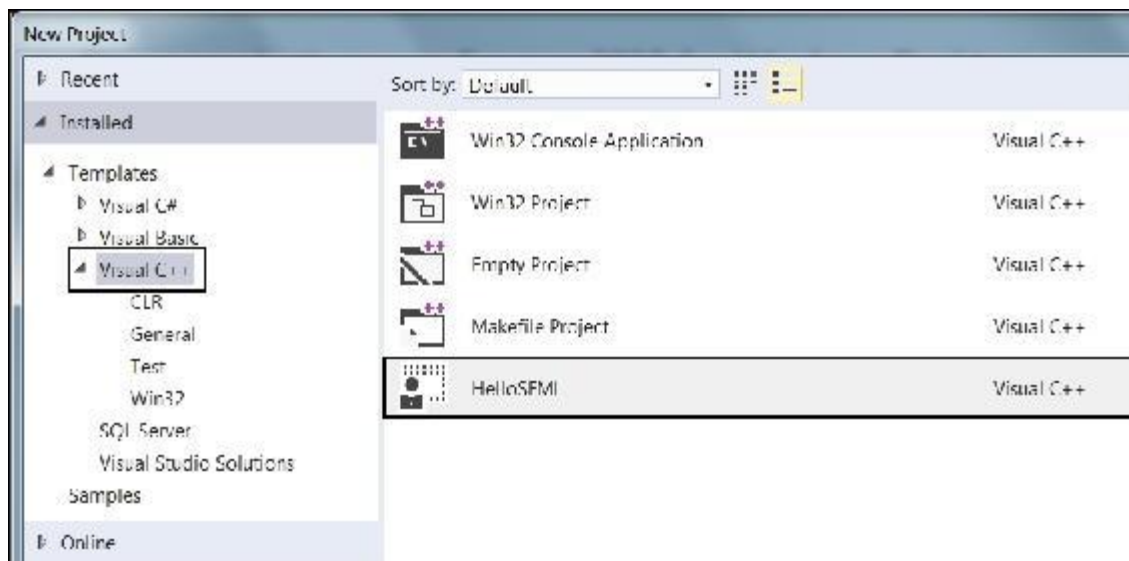 New Project
Recent
Installed
Templates
Visual C#
Visual Basic
Visual C++
CLR
General
Test
Win32
SQL Server
Visual Studio Solutions
Samples
Online
Sort by: Default
Win32 Console Application Visual C++
Win32 Project Visual C++
Empty Project Visual C++
Makefile Project Visual C++
HelloSFML Visual C++